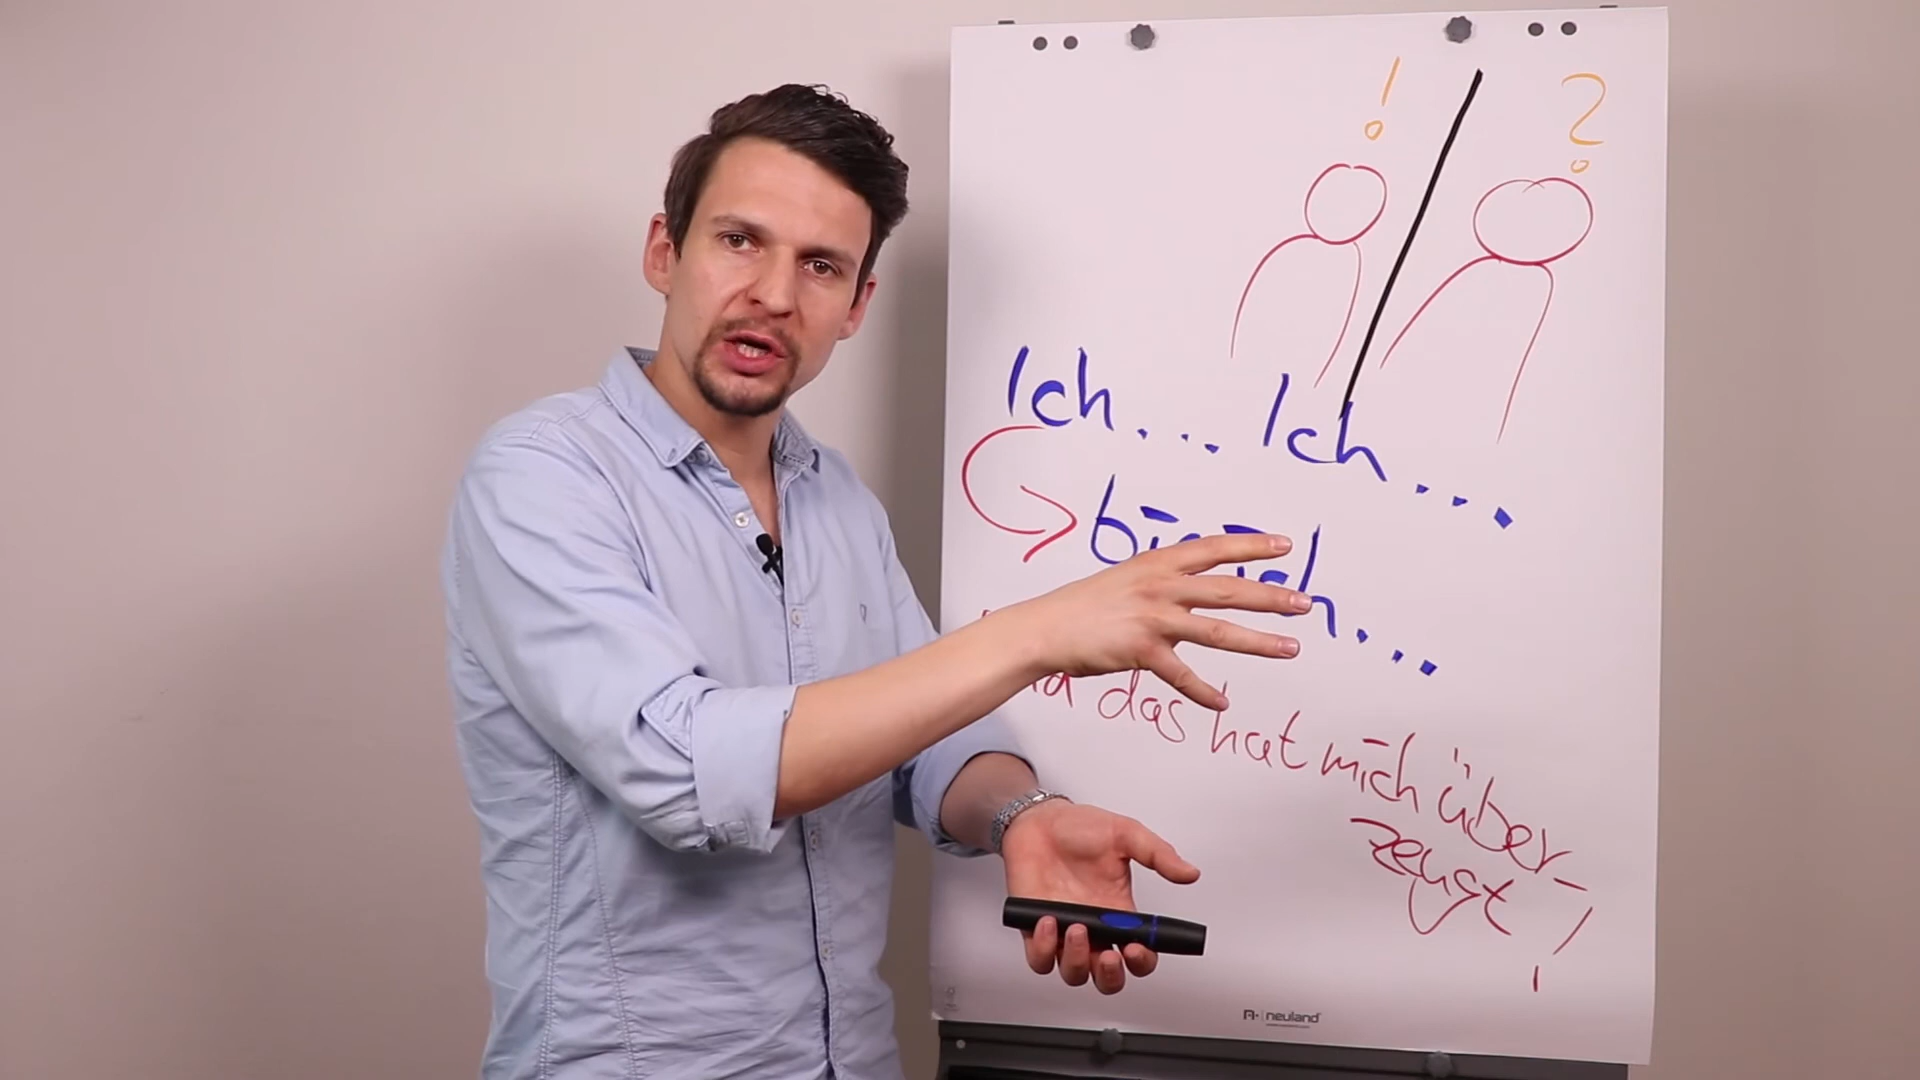 ! ?
Ich... Ich...
bin ich...
das hat mich über-
zeugt!
neuland